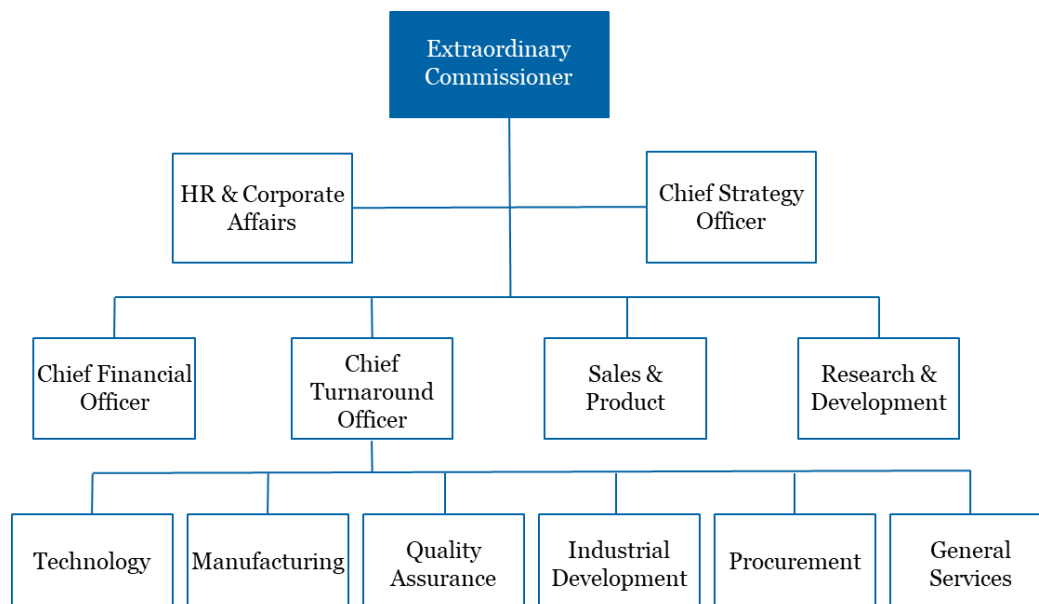 Extraordinary
Commissioner
HR & Corporate
Affairs
Chief Strategy
Officer
Chief Financial
Officer
Chief
Turnaround
Officer
Sales &
Product
Research &
Development
Technology
Manufacturing
Quality
Assurance
Industrial
Development
Procurement
General
Services